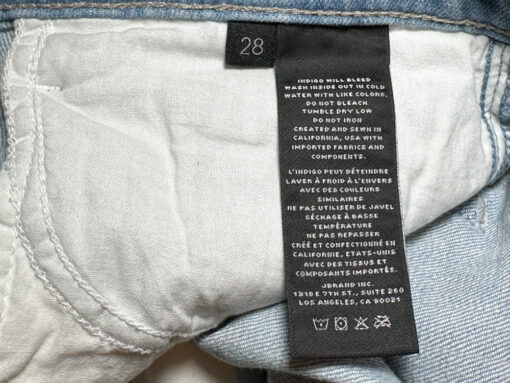 28
INDIGO WILL BLEED
WASH INSIDE OUT IN COLD
WATER WITH LIKE COLORS,
DO NOT BLEACH
TUMBLE DRY LOW
DO NOT IRON
CREATED AND SEWN IN
CALIFORNIA, USA WITH
IMPORTED FABRICS AND
COMPONENTS.
L'INDIGO PEUT DÉTEINDRE
LAVER À FROID À L'ENVERS
AVEC DES COULEURS
SIMILAIRES
NE PAS UTILISER DE JAVEL
SÉCHAGE À BASSE
TEMPÉRATURE
NE PAS REPASSER
CRÉÉ ET CONFECTIONNÉ EN
CALIFORNIE, ETATS-UNIS
AVEC DES TISSUS ET
COMPOSANTS IMPORTÉS.
JBRAND INC.
1318 E 7TH ST., SUITE 260
LOS ANGELES, CA 90021